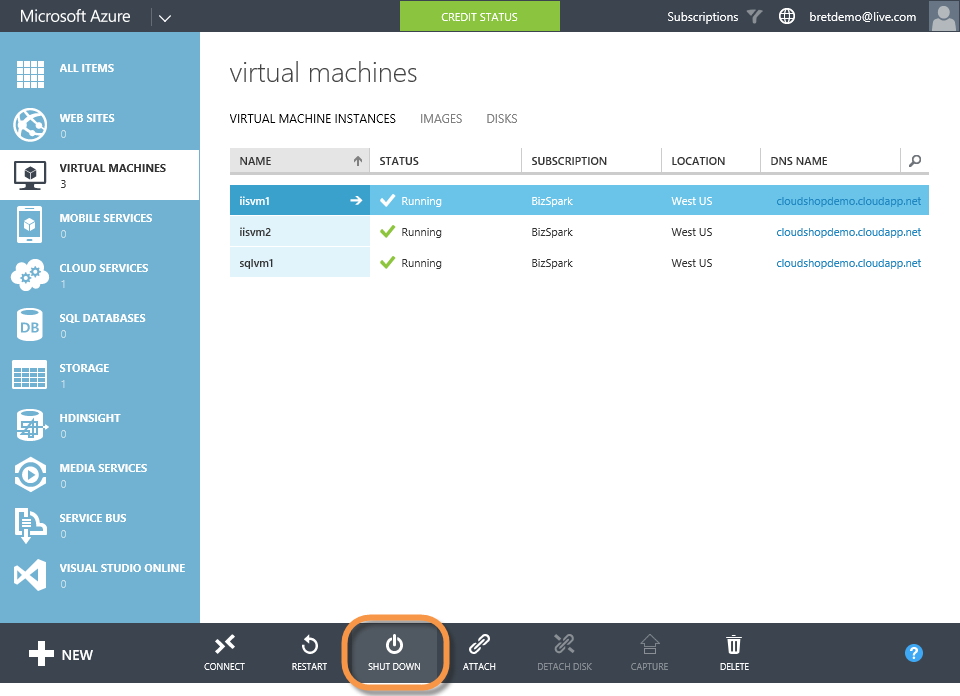 Microsoft Azure
CREDIT STATUS
Subscriptions
bretdemo@live.com
ALL ITEMS
WEB SITES
0
VIRTUAL MACHINES
3
MOBILE SERVICES
0
CLOUD SERVICES
1
SQL DATABASES
0
DB
STORAGE
1
HDINSIGHT
0
MEDIA SERVICES
0
SERVICE BUS
0
VISUAL STUDIO ONLINE
0
virtual machines
VIRTUAL MACHINE INSTANCES IMAGES DISKS
NAME STATUS SUBSCRIPTION LOCATION DNS NAME
iisvm1 Running BizSpark West US cloudshopdemo.cloudapp.net
iisvm2 Running BizSpark West US cloudshopdemo.cloudapp.net
sqlvm1 Running BizSpark West US cloudshopdemo.cloudapp.net
NEW
CONNECT RESTART SHUT DOWN ATTACH DETACH DISK CAPTURE DELETE
?